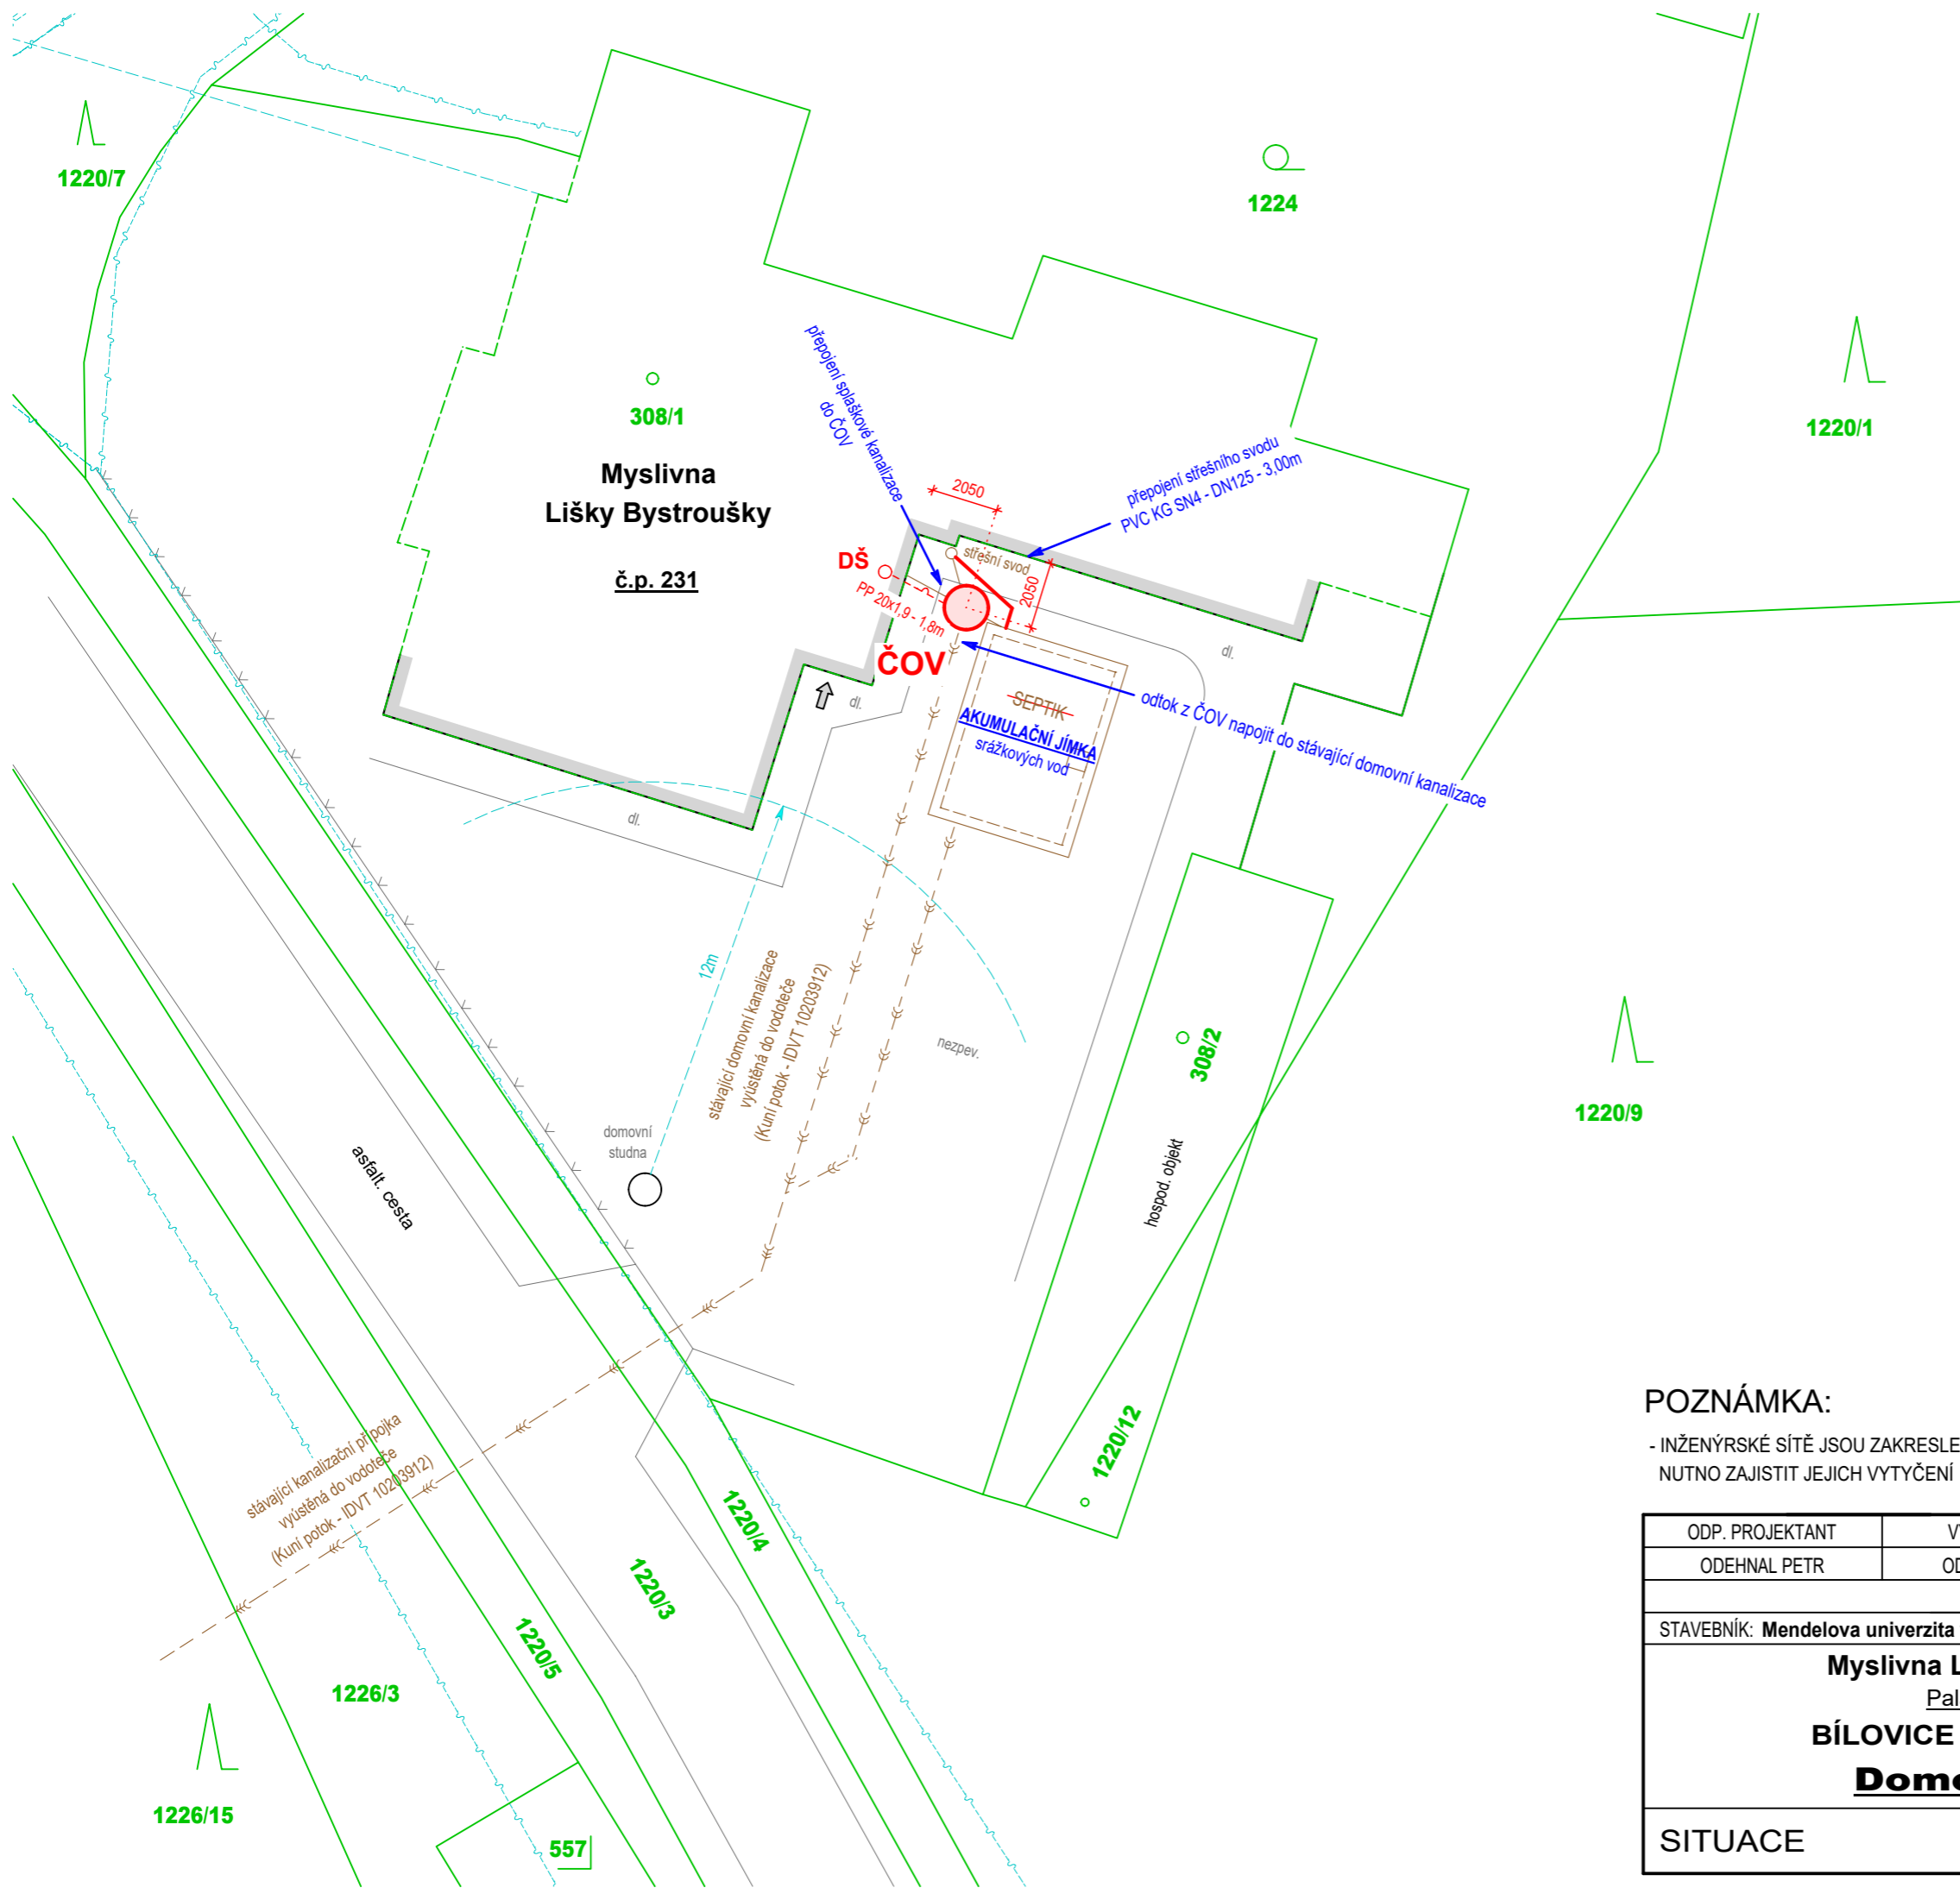 1220/7
1224
1220/1
308/1
Myslivna
Lišky Bystroušky
č.p. 231
přepojení splaškové kanalizace
do ČOV
přepojení střešního svodu
PVC KG SN4 - DN125 - 3,00m
2050
střešní svod
2050
DŠ
PP 20x1,9 - 1,8m
ČOV
dl.
dl.
dl.
SEPTIK
AKUMULAČNÍ JÍMKA
srážkových vod
odtok z ČOV napojit do stávající domovní kanalizace
12m
stávající domovní kanalizace
vyústěná do vodoteče
(Kuní potok - IDVT 10203912)
nezpev.
308/2
1220/9
domovní
studna
asfalt. cesta
hospod. objekt
1220/12
stávající kanalizační přípojka
vyústěná do vodoteče
(Kuní potok - IDVT 10203912)
1220/4
1220/3
1220/5
1226/3
1226/15
557
POZNÁMKA:
- INŽENÝRSKÉ SÍTĚ JSOU ZAKRESLE
NUTNO ZAJISTIT JEJICH VYTYČENÍ
ODP. PROJEKTANT
ODEHNAL PETR
STAVEBNÍK: Mendelova univerzita
Myslivna L
Pal
BÍLOVICE
Domo
SITUACE